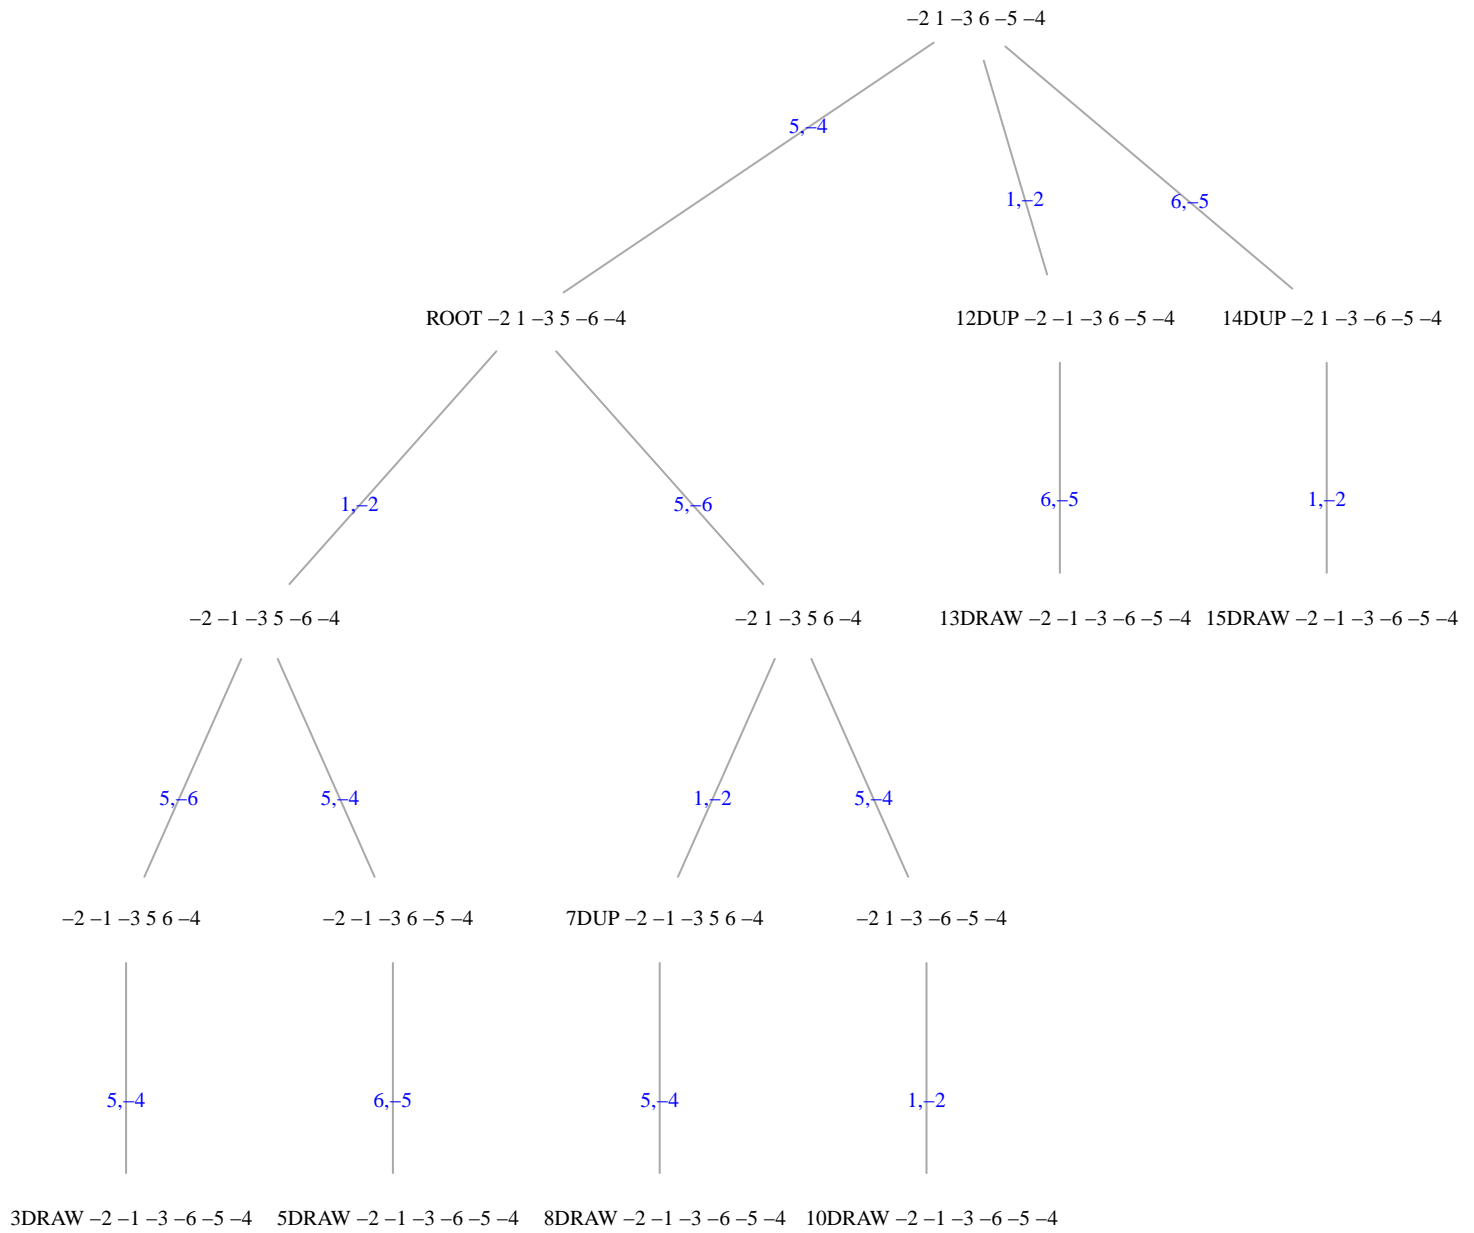 –2 1 –3 6 –5 –4
5,–4
1,–2
6,–5
ROOT –2 1 –3 5 –6 –4
12DUP –2 –1 –3 6 –5 –4
14DUP –2 1 –3 –6 –5 –4
1,–2
5,–6
6,–5
1,–2
–2 –1 –3 5 –6 –4
–2 1 –3 5 6 –4
13DRAW –2 –1 –3 –6 –5 –4
15DRAW –2 –1 –3 –6 –5 –4
5,–6
5,–4
1,–2
5,–4
–2 –1 –3 5 6 –4
–2 –1 –3 6 –5 –4
7DUP –2 –1 –3 5 6 –4
–2 1 –3 –6 –5 –4
5,–4
6,–5
5,–4
1,–2
3DRAW –2 –1 –3 –6 –5 –4
5DRAW –2 –1 –3 –6 –5 –4
8DRAW –2 –1 –3 –6 –5 –4
10DRAW –2 –1 –3 –6 –5 –4